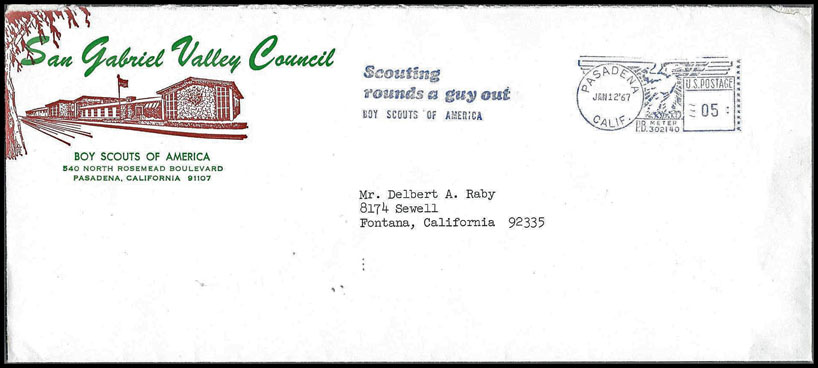 San Gabriel Valley Council
BOY SCOUTS OF AMERICA
540 NORTH ROSEMEAD BOULEVARD
PASADENA, CALIFORNIA 91107
Scouting
rounds a guy out
BOY SCOUTS OF AMERICA
PASADENA
JAN 12 '67
CALIF.
U.S. POSTAGE
05
PB METER
P.D. 302140
Mr. Delbert A. Raby
8174 Sewell
Fontana, California 92335